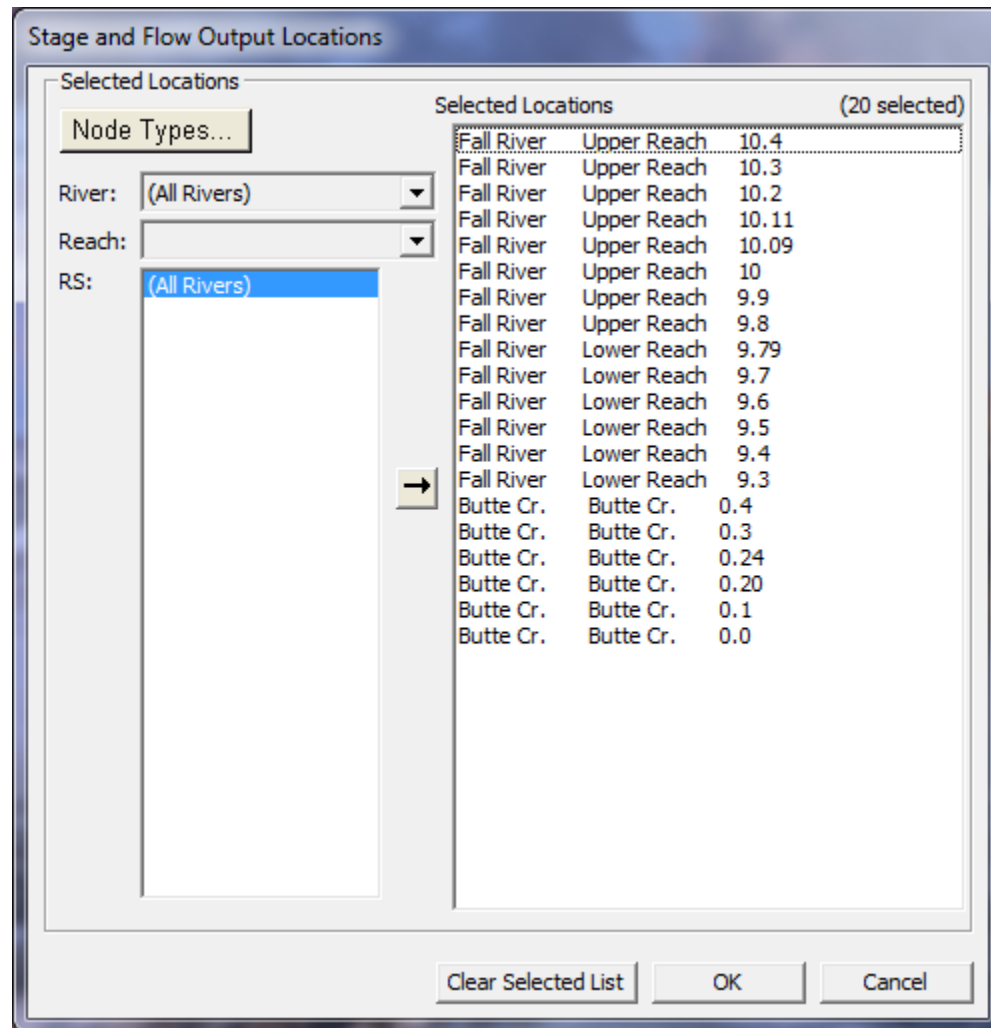 Stage and Flow Output Locations
Selected Locations
Node Types...
River: (All Rivers)
Reach:
RS: (All Rivers)
Selected Locations (20 selected)
Fall River Upper Reach 10.4
Fall River Upper Reach 10.3
Fall River Upper Reach 10.2
Fall River Upper Reach 10.11
Fall River Upper Reach 10.09
Fall River Upper Reach 10
Fall River Upper Reach 9.9
Fall River Upper Reach 9.8
Fall River Lower Reach 9.79
Fall River Lower Reach 9.7
Fall River Lower Reach 9.6
Fall River Lower Reach 9.5
Fall River Lower Reach 9.4
Fall River Lower Reach 9.3
Butte Cr. Butte Cr. 0.4
Butte Cr. Butte Cr. 0.3
Butte Cr. Butte Cr. 0.24
Butte Cr. Butte Cr. 0.20
Butte Cr. Butte Cr. 0.1
Butte Cr. Butte Cr. 0.0
Clear Selected List OK Cancel